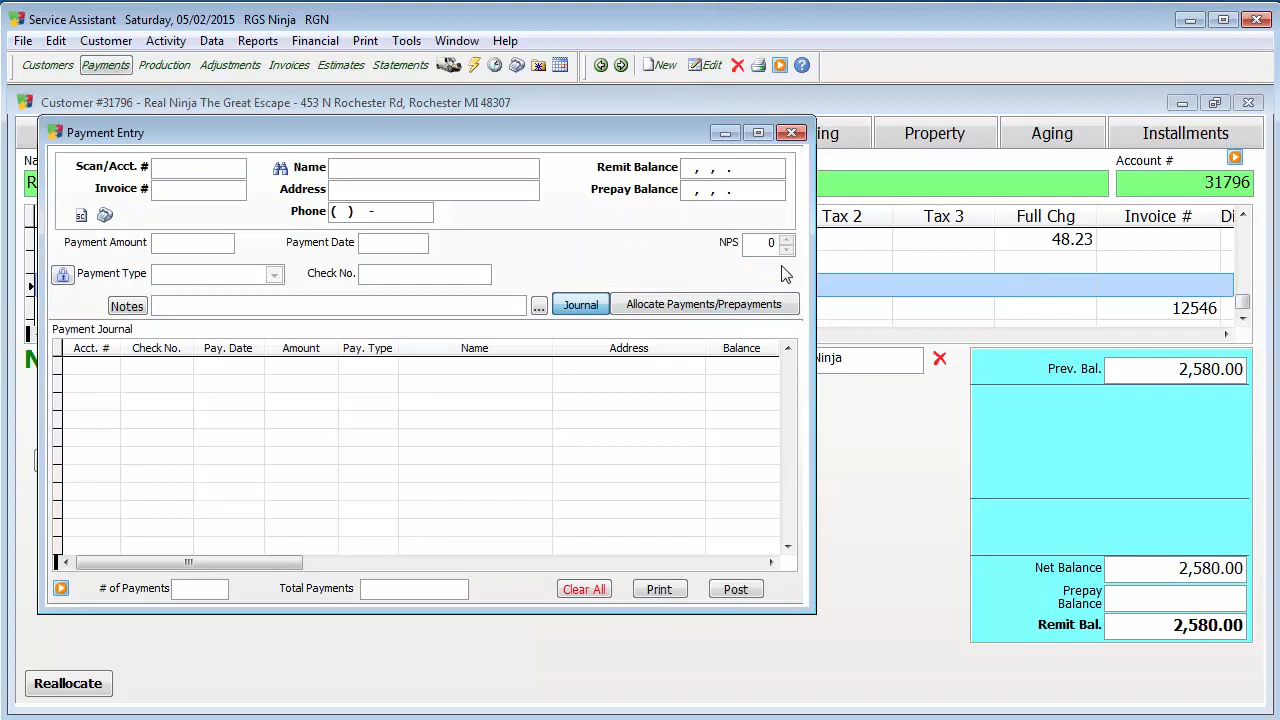 Service Assistant Saturday, 05/02/2015 RGS Ninja RGN
File Edit Customer Activity Data Reports Financial Print Tools Window Help
Customers Payments Production Adjustments Invoices Estimates Statements New Edit
Customer #31796 - Real Ninja The Great Escape - 453 N Rochester Rd, Rochester MI 48307
Payment Entry
ing Property Aging Installments
Na
Account #
R
31796
Scan/Acct. # Name Remit Balance , , .
Invoice # Address Prepay Balance , , .
Phone ( ) -
Tax 2 Tax 3 Full Chg Invoice # Di
48.23
Payment Amount Payment Date NPS 0
Payment Type Check No.
12546
Notes ... Journal Allocate Payments/Prepayments
Payment Journal
Acct. # Check No. Pay. Date Amount Pay. Type Name Address Balance
N
Ninja
Prev. Bal. 2,580.00
Net Balance 2,580.00
Prepay
Balance
Remit Bal. 2,580.00
# of Payments Total Payments Clear All Print Post
Reallocate